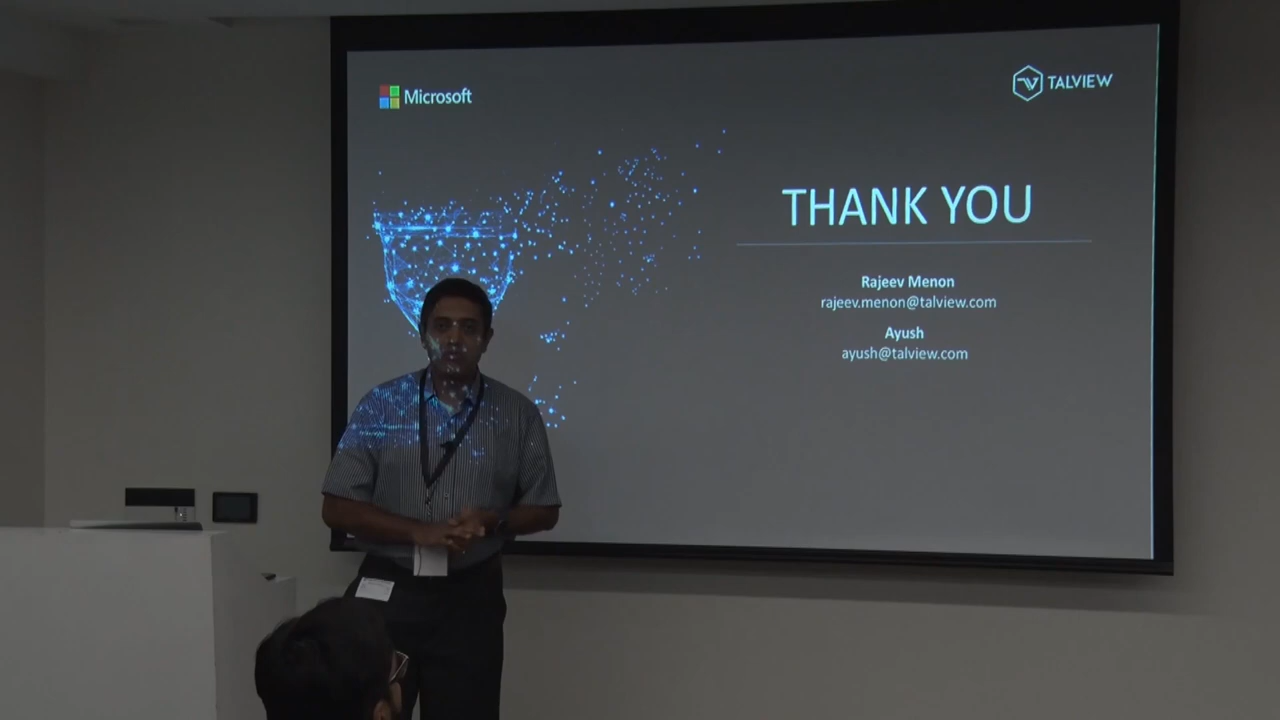 Microsoft
TALVIEW
THANK YOU
Rajeev Menon
rajeev.menon@talview.com
Ayush
ayush@talview.com